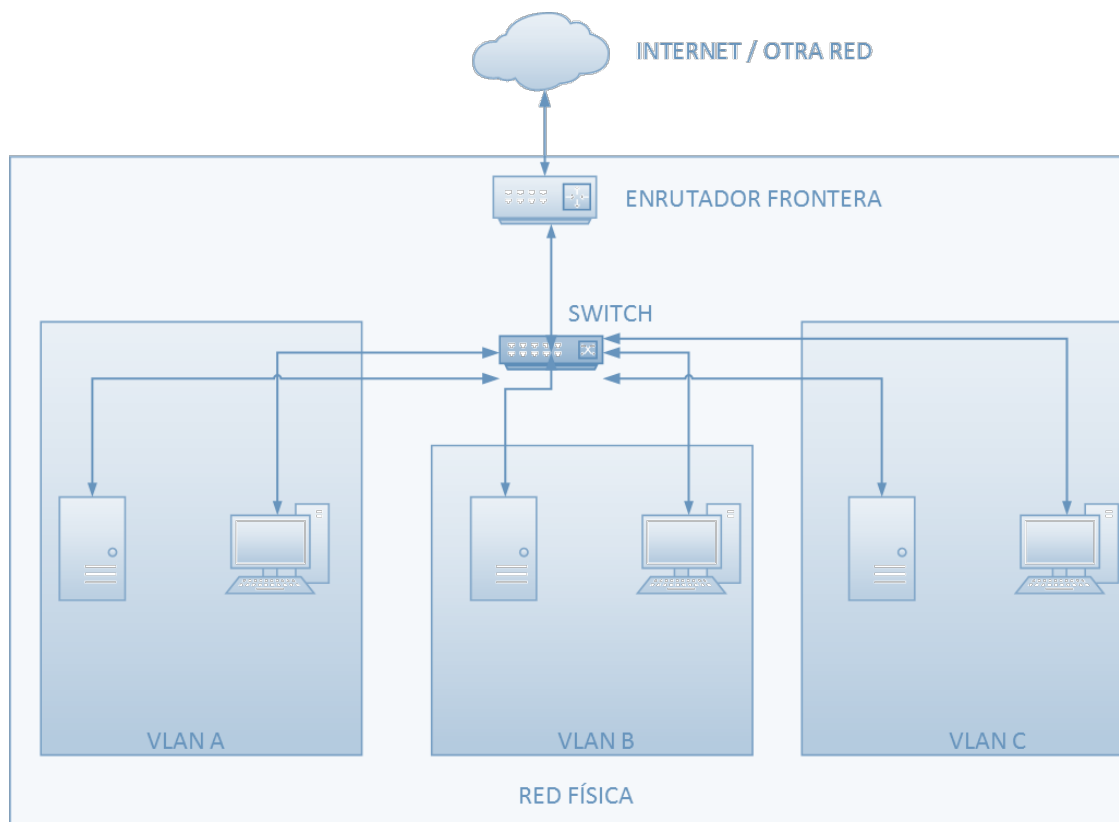 INTERNET / OTRA RED
ENRUTADOR FRONTERA
SWITCH
VLAN A
VLAN B
VLAN C
RED FÍSICA